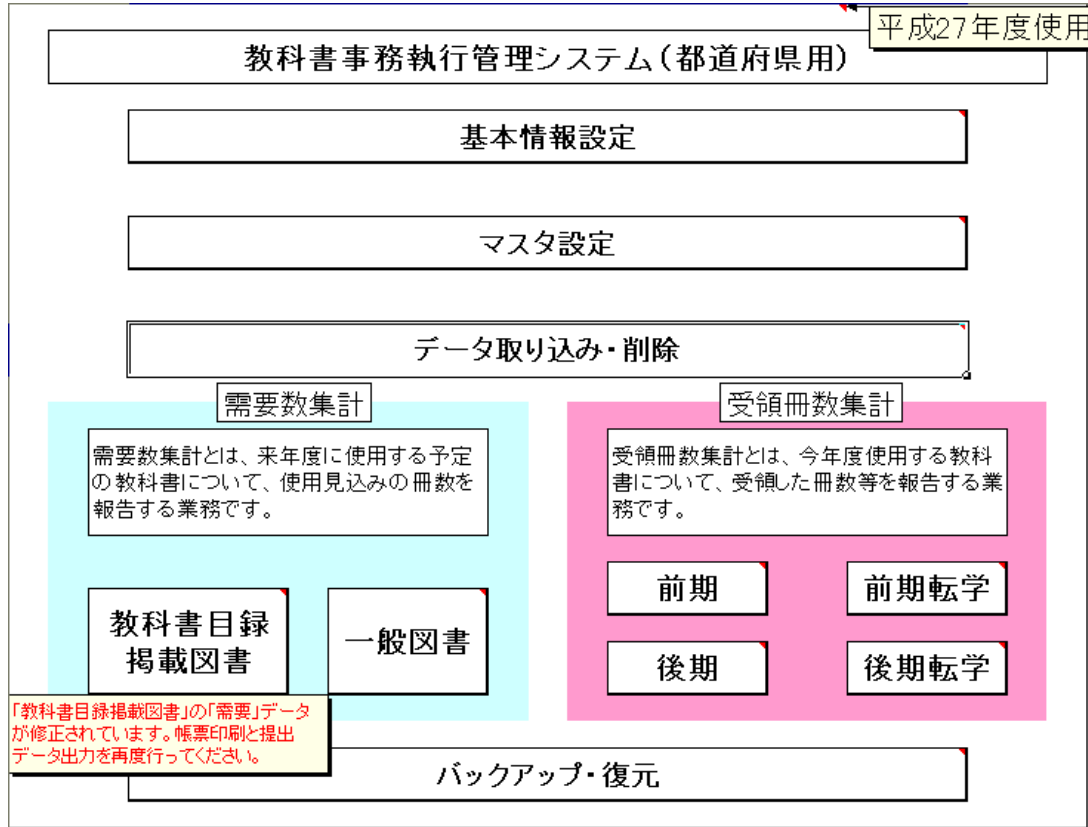 平成27年度使用
教科書事務執行管理システム(都道府県用)
基本情報設定
マスタ設定
データ取り込み・削除
需要数集計
需要数集計とは、来年度に使用する予定
の教科書について、使用見込みの冊数を
報告する業務です。
教科書目録
掲載図書
一般図書
受領冊数集計
受領冊数集計とは、今年度使用する教科
書について、受領した冊数等を報告する業
務です。
前期
前期転学
後期
後期転学
「教科書目録掲載図書」の「需要」データ
が修正されています。帳票印刷と提出
データ出力を再度行ってください。
バックアップ・復元